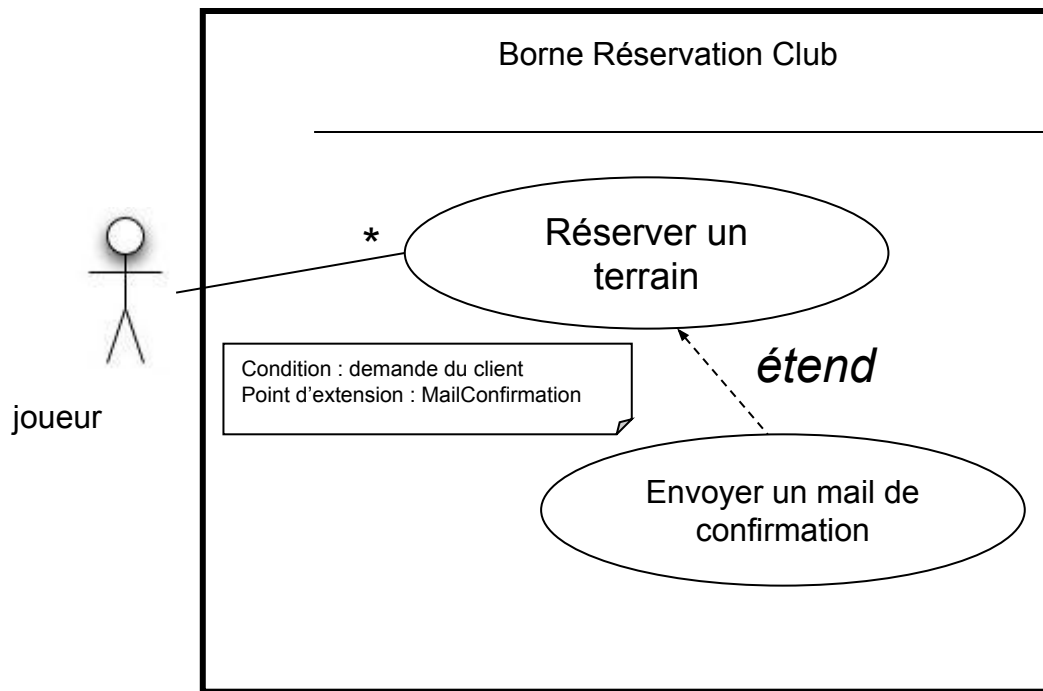 Borne Réservation Club
*
Réserver un
terrain
étend
Condition : demande du client
Point d’extension : MailConfirmation
joueur
Envoyer un mail de
confirmation